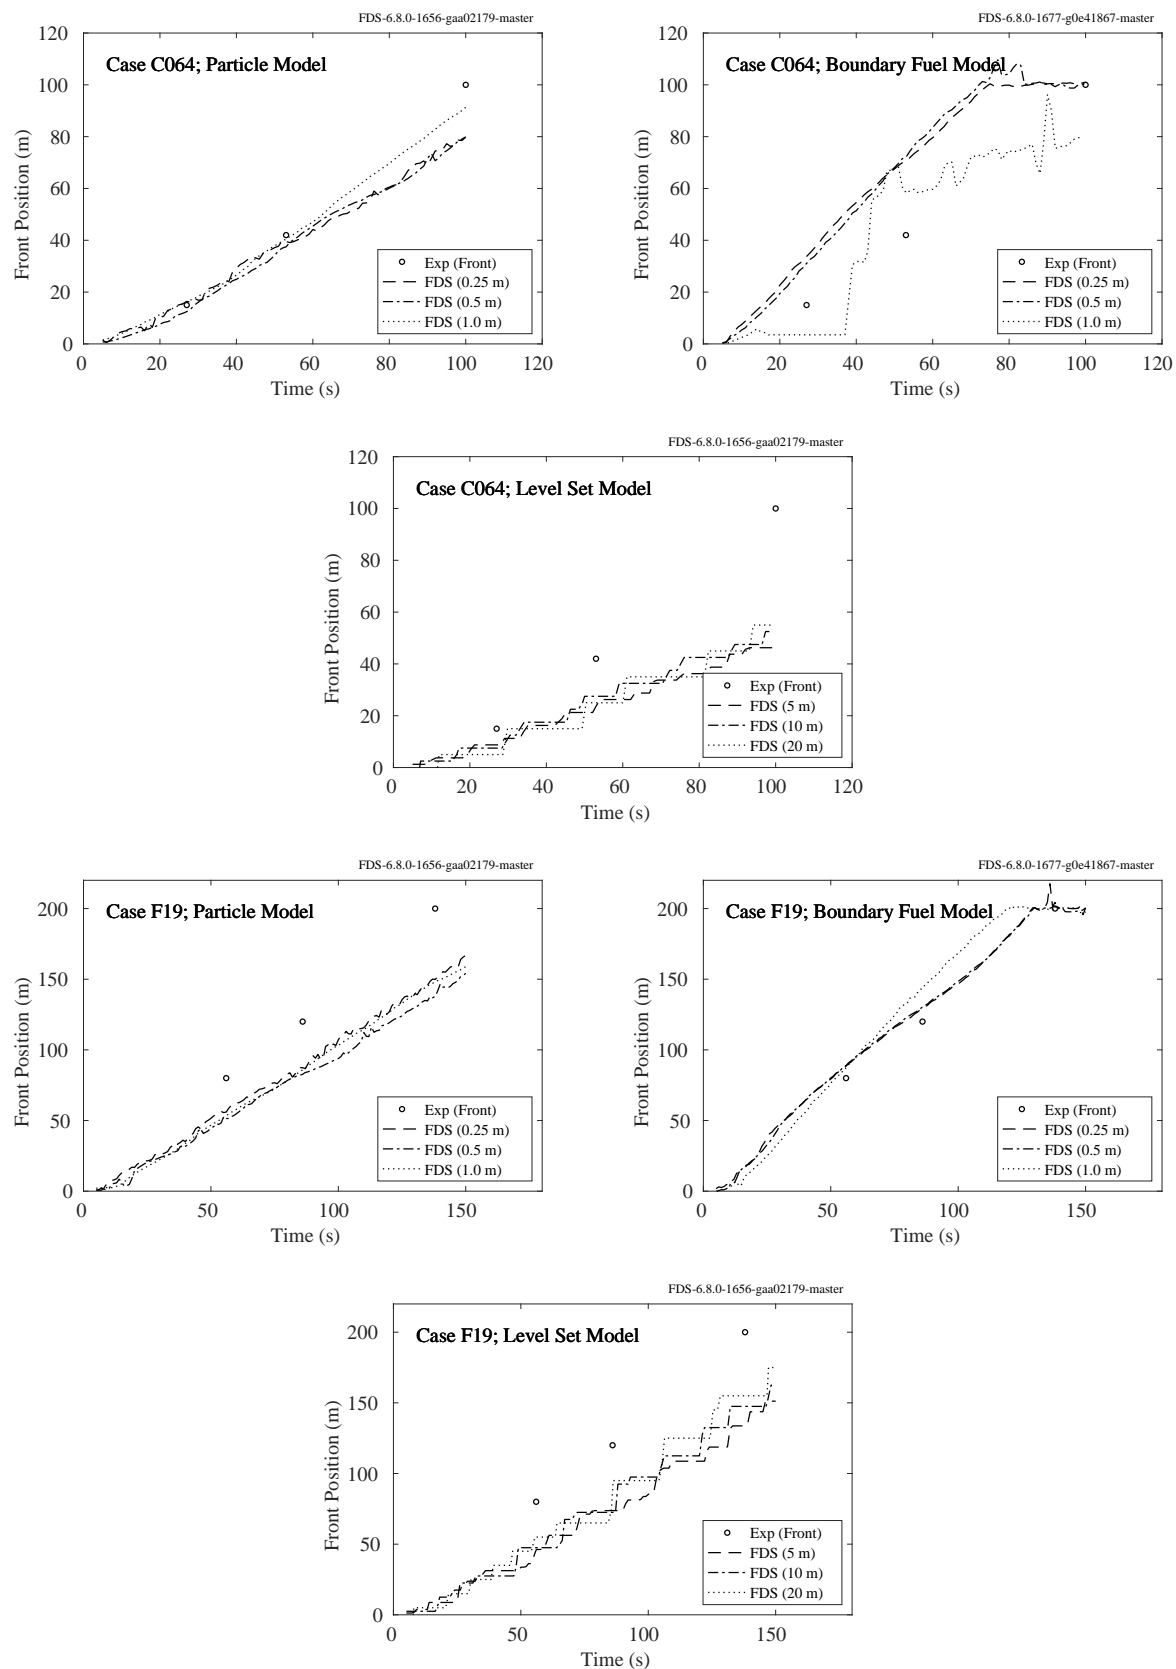 FDS-6.8.0-1656-gaa02179-master
Case C064; Particle Model
Front Position (m)
120
100
80
60
40
20
0
0 20 40 60 80 100 120
Time (s)
Exp (Front)
FDS (0.25 m)
FDS (0.5 m)
FDS (1.0 m)
FDS-6.8.0-1677-g0e41867-master
Case C064; Boundary Fuel Model
Front Position (m)
120
100
80
60
40
20
0
0 20 40 60 80 100 120
Time (s)
Exp (Front)
FDS (0.25 m)
FDS (0.5 m)
FDS (1.0 m)
FDS-6.8.0-1656-gaa02179-master
Case C064; Level Set Model
Front Position (m)
120
100
80
60
40
20
0
0 20 40 60 80 100 120
Time (s)
Exp (Front)
FDS (5 m)
FDS (10 m)
FDS (20 m)
FDS-6.8.0-1656-gaa02179-master
Case F19; Particle Model
Front Position (m)
200
150
100
50
0
0 50 100 150
Time (s)
Exp (Front)
FDS (0.25 m)
FDS (0.5 m)
FDS (1.0 m)
FDS-6.8.0-1677-g0e41867-master
Case F19; Boundary Fuel Model
Front Position (m)
200
150
100
50
0
0 50 100 150
Time (s)
Exp (Front)
FDS (0.25 m)
FDS (0.5 m)
FDS (1.0 m)
FDS-6.8.0-1656-gaa02179-master
Case F19; Level Set Model
Front Position (m)
200
150
100
50
0
0 50 100 150
Time (s)
Exp (Front)
FDS (5 m)
FDS (10 m)
FDS (20 m)